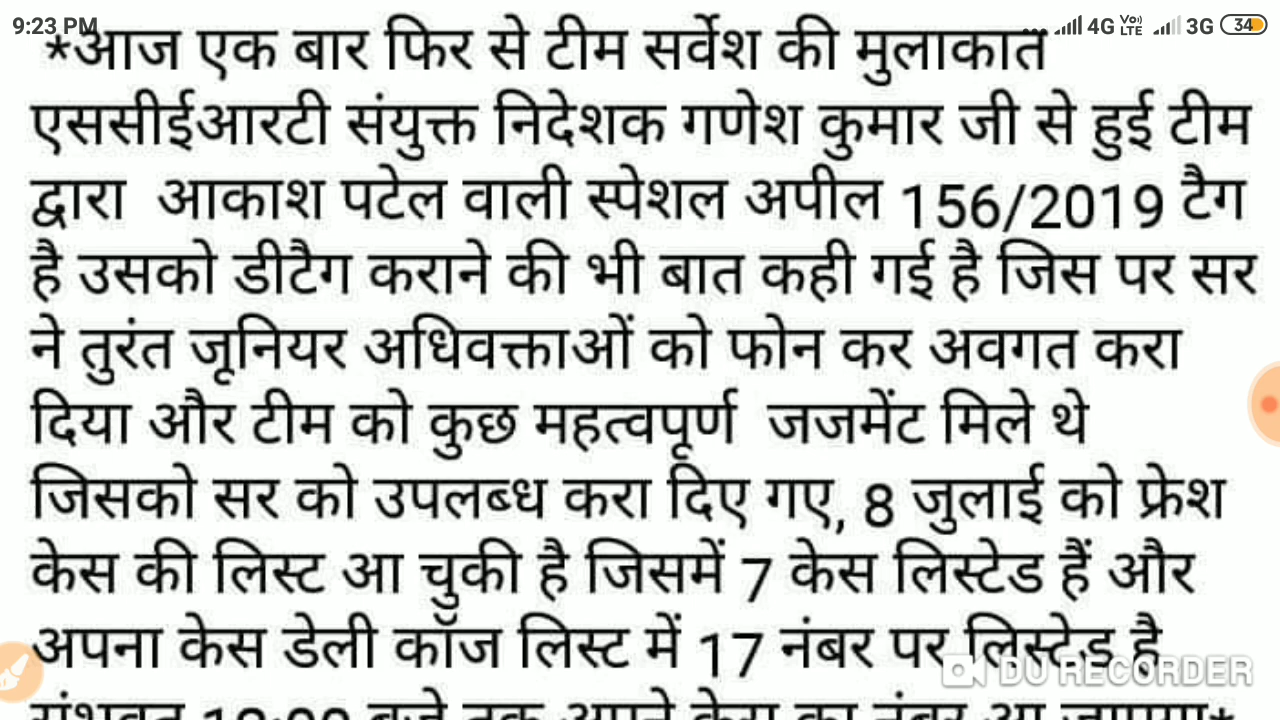 9:23 PM ... 4G VoLTE 3G 34
*आज एक बार फिर से टीम सर्वेश की मुलाकात
एससीईआरटी संयुक्त निदेशक गणेश कुमार जी से हुई टीम
द्वारा आकाश पटेल वाली स्पेशल अपील 156/2019 टैग
है उसको डीटैग कराने की भी बात कही गई है जिस पर सर
ने तुरंत जूनियर अधिवक्ताओं को फोन कर अवगत करा
दिया और टीम को कुछ महत्वपूर्ण जजमेंट मिले थे
जिसको सर को उपलब्ध करा दिए गए, 8 जुलाई को फ्रेश
केस की लिस्ट आ चुकी है जिसमें 7 केस लिस्टेड हैं और
अपना केस डेली कॉज लिस्ट में 17 नंबर पर लिस्टेड है
DU RECORDER